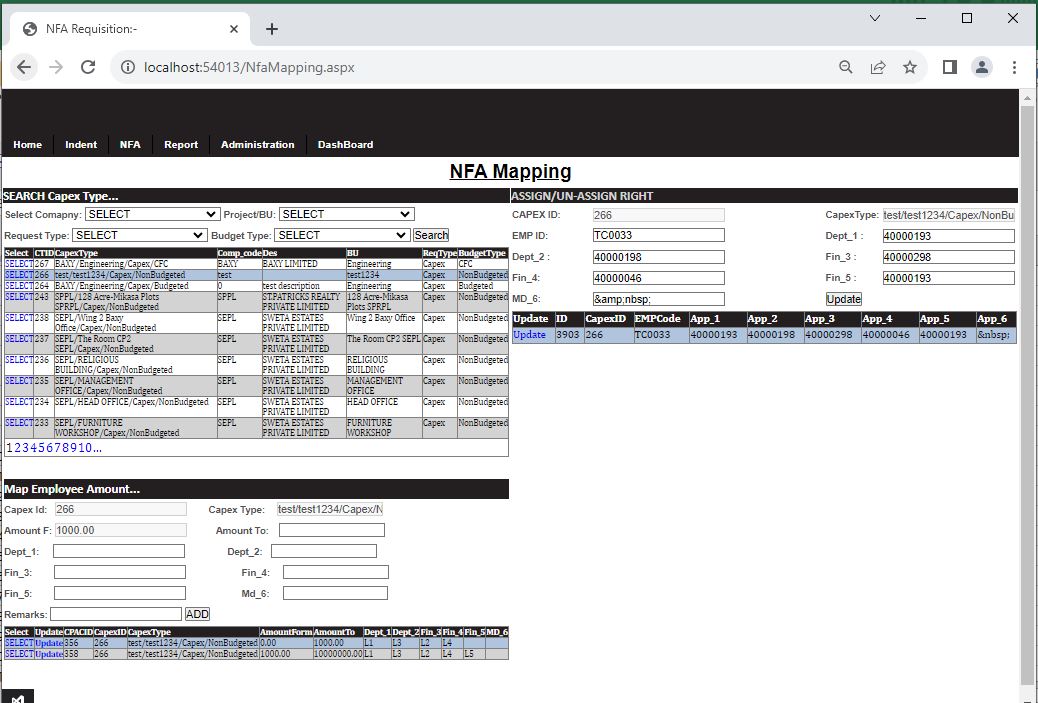 NFA Requisition:-
localhost:54013/NfaMapping.aspx
Home Indent NFA Report Administration DashBoard
NFA Mapping
SEARCH Capex Type...
Select Comapny: SELECT Project/BU: SELECT
Request Type: SELECT Budget Type: SELECT Search
Select CTID CapexType Comp_code Des BU ReqType BudgetType
SELECT 267 BAXY/Engineering/Capex/CFC BAXY BAXY LIMITED Engineering Capex CFC
SELECT 266 test/test1234/Capex/NonBudgeted test test1234 Capex NonBudgeted
SELECT 264 BAXY/Engineering/Capex/Budgeted 0 test description Engineering Capex Budgeted
SELECT 243 SPPL/128 Acre-Mikasa Plots SPPL STPATRICKS REALTY 128 Acre-Mikasa Capex NonBudgeted
SPRPL/Capex/NonBudgeted PRIVATE LIMITED Plots SPRPL
SELECT 238 SEPL/Wing 2 Baxy SEPL SWETA ESTATES Wing 2 Baxy Office Capex NonBudgeted
Office/Capex/NonBudgeted PRIVATE LIMITED
SELECT 237 SEPL/The Room CP2 SEPL SWETA ESTATES The Room CP2 SEPL Capex NonBudgeted
SEPL/Capex/NonBudgeted PRIVATE LIMITED
SELECT 236 SEPL/RELIGIOUS SEPL SWETA ESTATES RELIGIOUS Capex NonBudgeted
BUILDING/Capex/NonBudgeted PRIVATE LIMITED BUILDING
SELECT 235 SEPL/MANAGEMENT SEPL SWETA ESTATES MANAGEMENT Capex NonBudgeted
OFFICE/Capex/NonBudgeted PRIVATE LIMITED OFFICE
SELECT 234 SEPL/HEAD OFFICE/Capex/NonBudgeted SEPL SWETA ESTATES HEAD OFFICE Capex NonBudgeted
PRIVATE LIMITED
SELECT 233 SEPL/FURNITURE SEPL SWETA ESTATES FURNITURE Capex NonBudgeted
WORKSHOP/Capex/NonBudgeted PRIVATE LIMITED WORKSHOP
1 2 3 4 5 6 7 8 9 10 ...
ASSIGN/UN-ASSIGN RIGHT
CAPEX ID: 266 CapexType: test/test1234/Capex/NonBu
EMP ID: TC0033 Dept_1 : 40000193
Dept_2 : 40000198 Fin_3 : 40000298
Fin_4: 40000046 Fin_5 : 40000193
MD_6: &amp;nbsp; Update
Update ID CapexID EMPCode App_1 App_2 App_3 App_4 App_5 App_6
Update 3903 266 TC0033 40000193 40000198 40000298 40000046 40000193 &nbsp;
Map Employee Amount...
Capex Id: 266 Capex Type: test/test1234/Capex/N
Amount F: 1000.00 Amount To:
Dept_1: Dept_2:
Fin_3: Fin_4:
Fin_5: Md_6:
Remarks: ADD
Select Update CPACID CapexID CapexType AmountForm AmountTo Dept_1 Dept_2 Fin_3 Fin_4 Fin_5 MD_6
SELECT Update 356 266 test/test1234/Capex/NonBudgeted 0.00 1000.00 L1 L3 L2 L4
SELECT Update 358 266 test/test1234/Capex/NonBudgeted 1000.00 10000000.00 L1 L3 L2 L4 L5